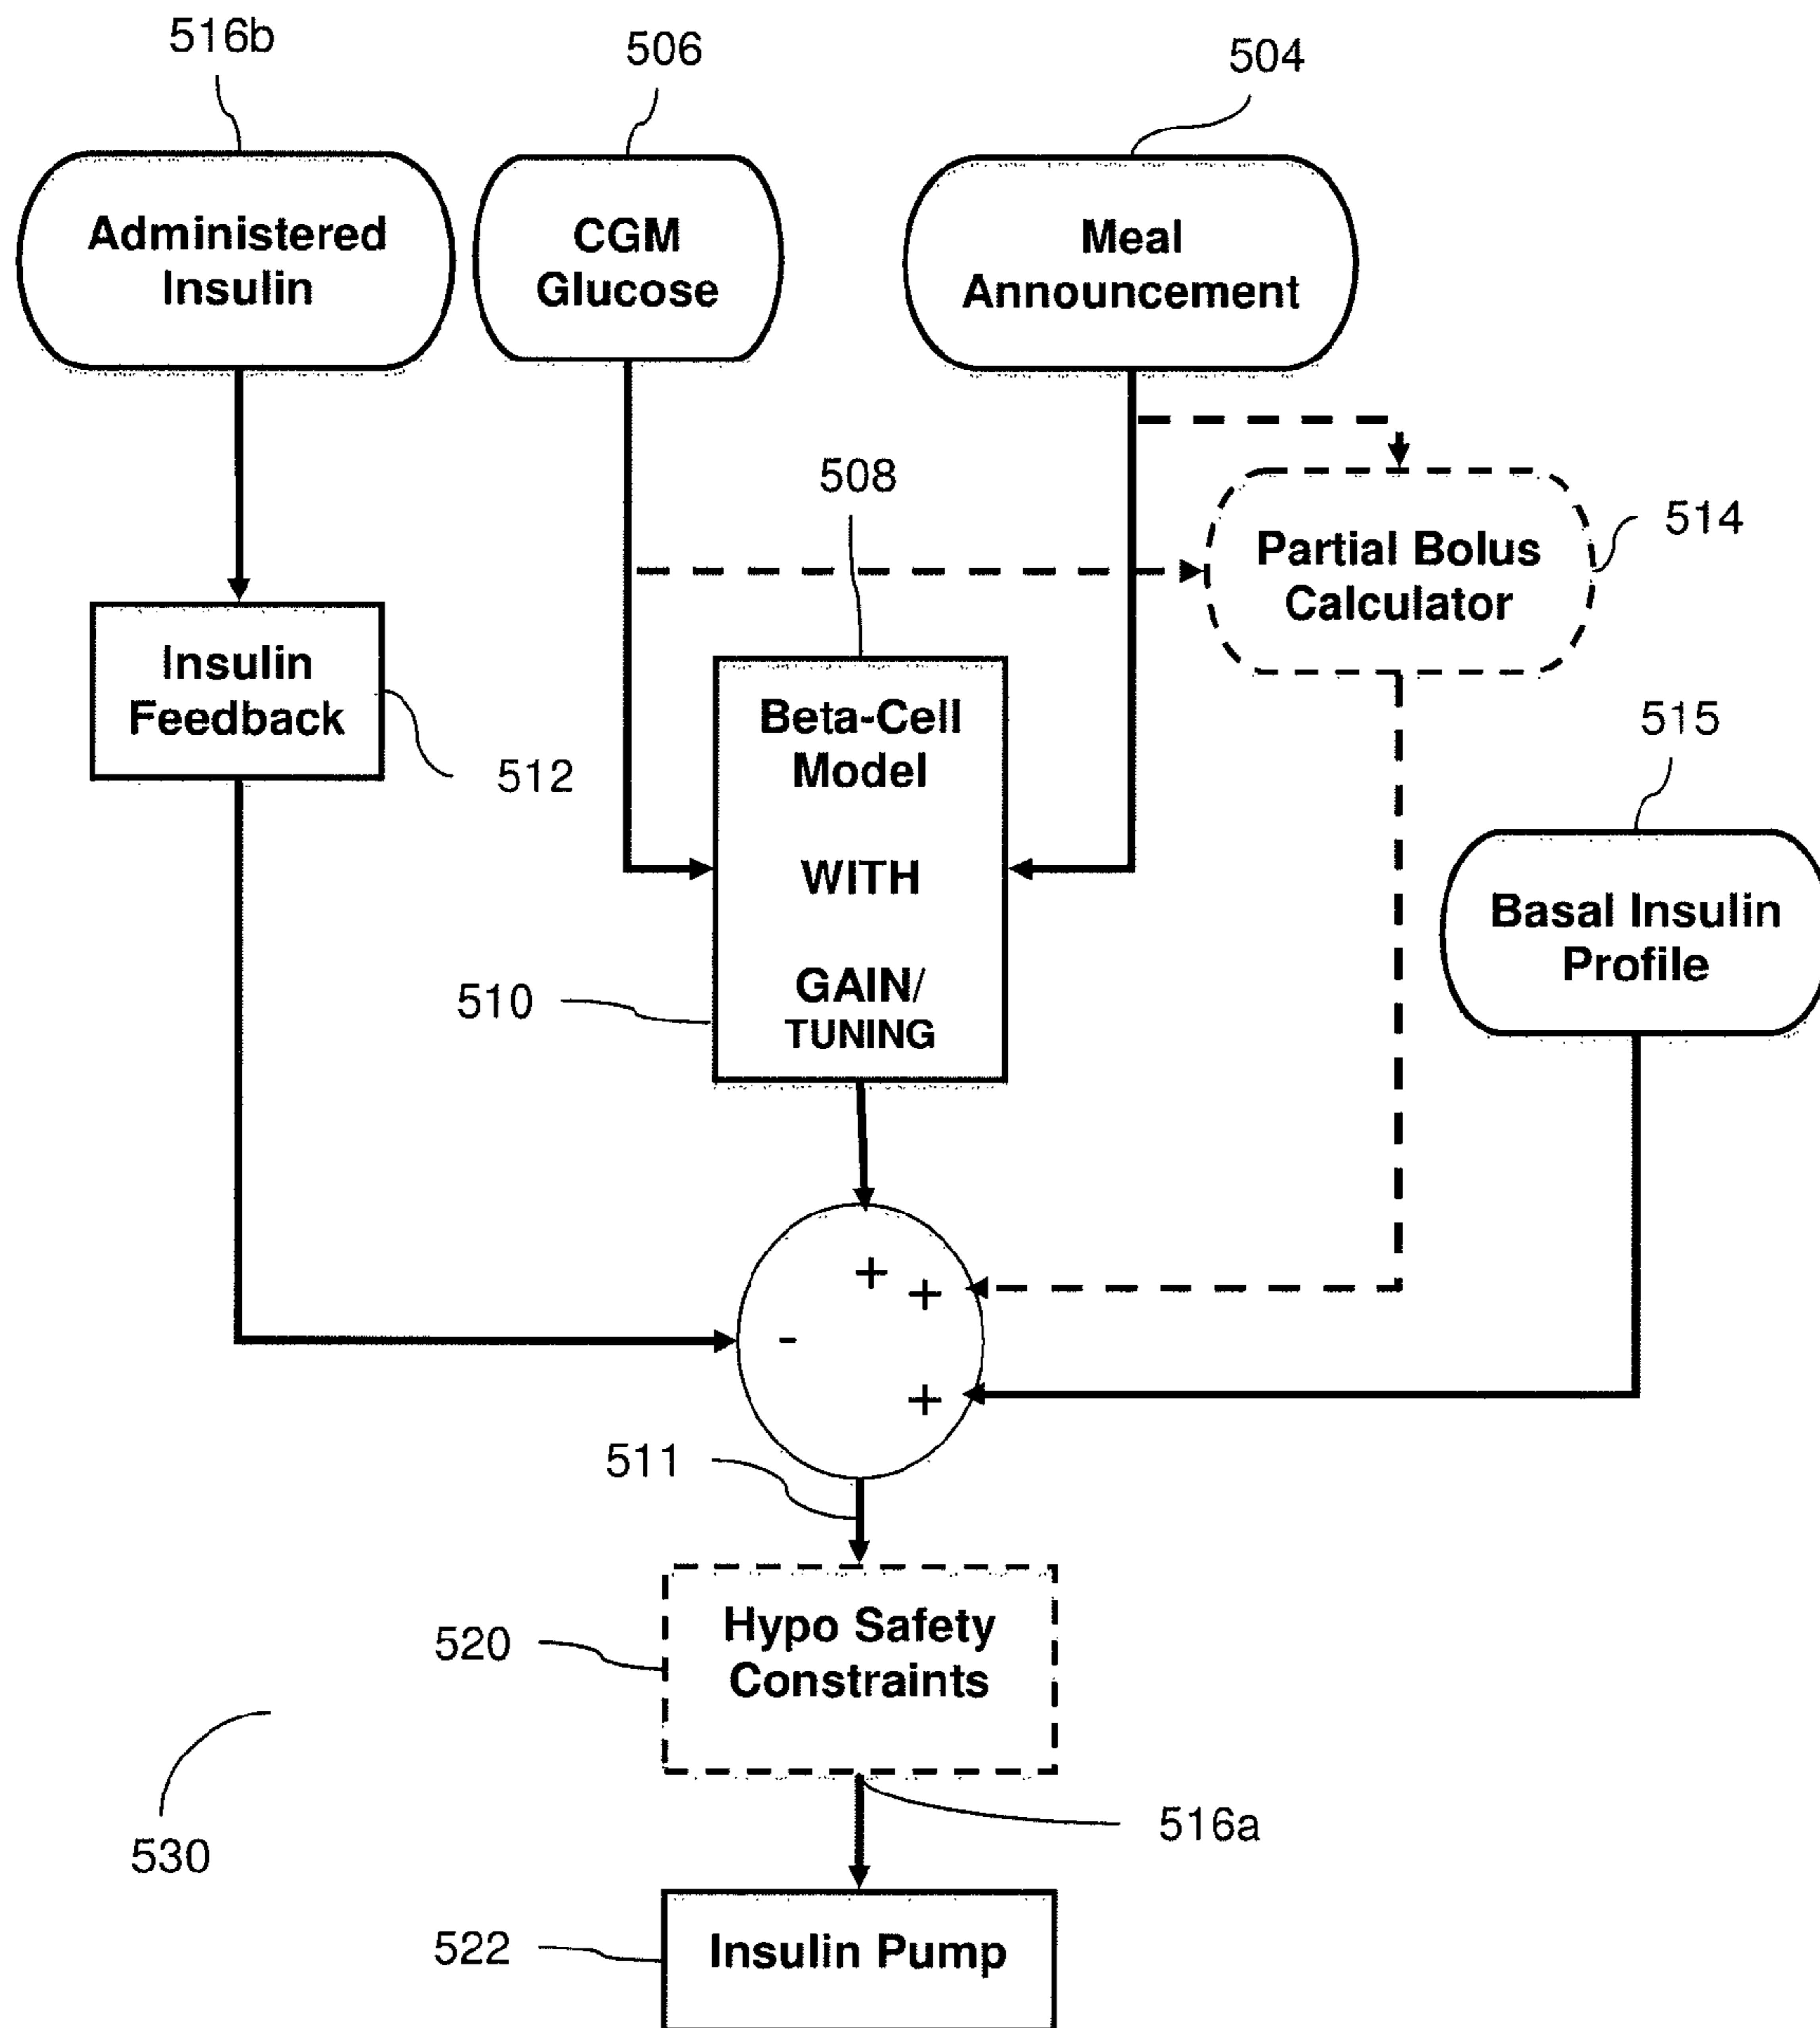 516b
506
504
Administered
Insulin
CGM
Glucose
Meal
Announcement
508
Partial Bolus
Calculator
514
Insulin
Feedback
512
Beta-Cell
Model
WITH
GAIN/
TUNING
510
515
Basal Insulin
Profile
+
+
-
+
511
Hypo Safety
Constraints
520
516a
530
Insulin Pump
522